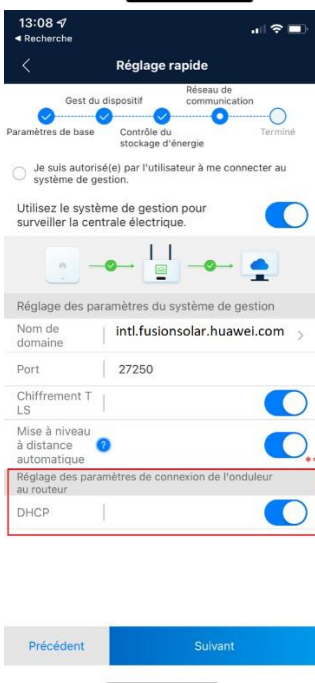 13:08
◄ Recherche
Réglage rapide
Réseau de
Gest du dispositif communication
Paramètres de base Contrôle du Terminé
stockage d'énergie
Je suis autorisé(e) par l'utilisateur à me connecter au
système de gestion.
Utilisez le système de gestion pour
surveiller la centrale électrique.
Réglage des paramètres du système de gestion
Nom de
domaine
intl.fusionsolar.huawei.com
Port 27250
Chiffrement T
LS
Mise à niveau
à distance ?
automatique
**
Réglage des paramètres de connexion de l'onduleur
au routeur
DHCP
Précédent Suivant